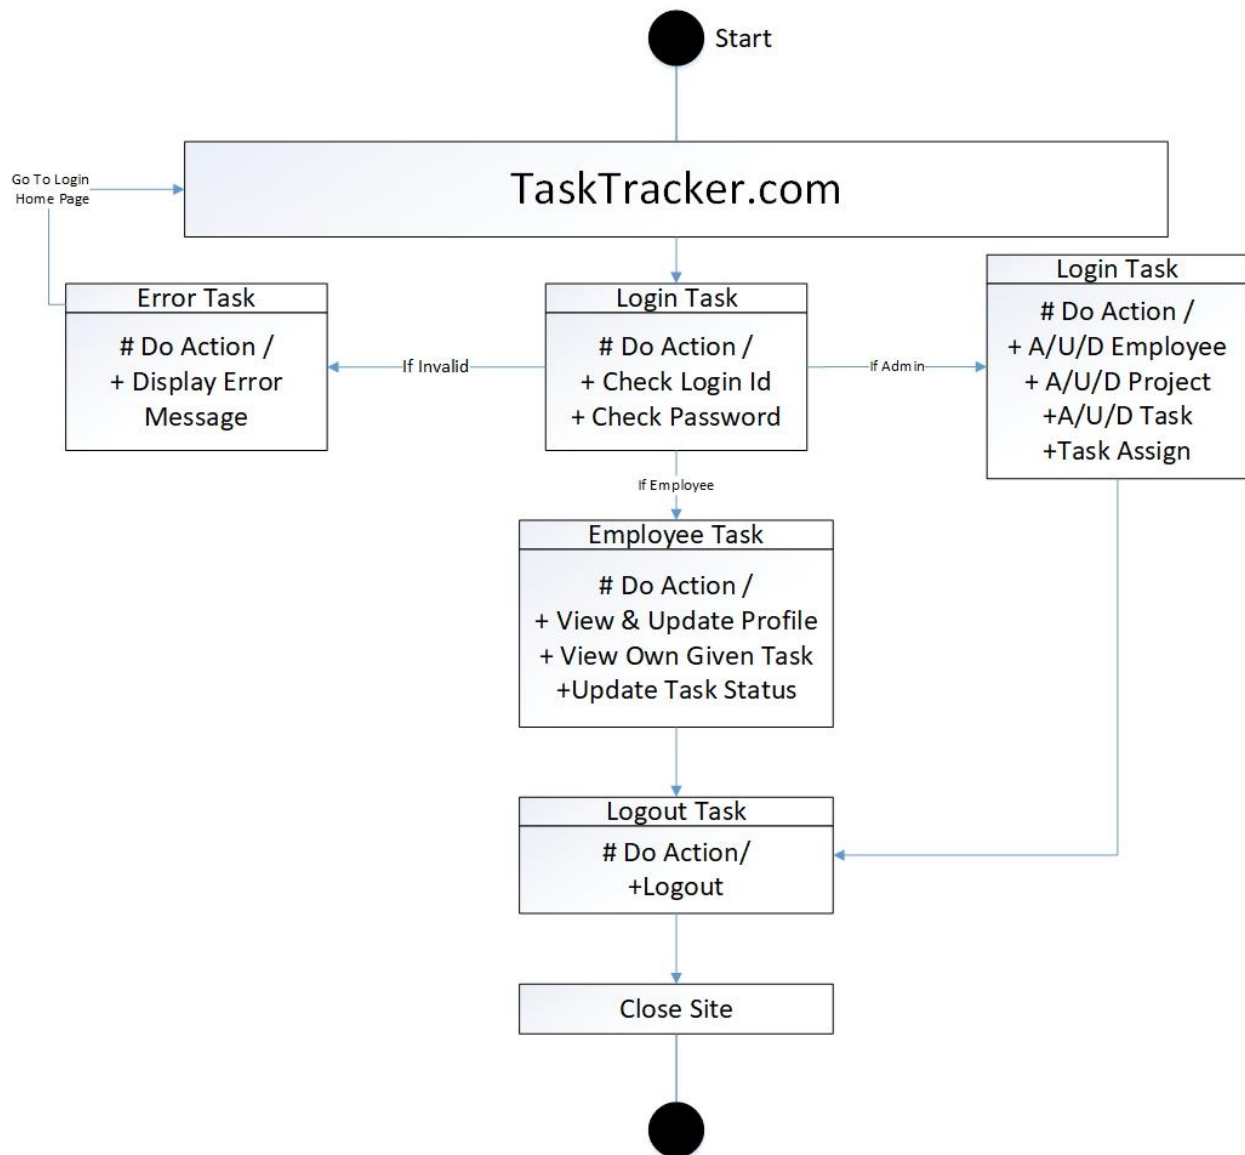 Start
TaskTracker.com
Go To Login
Home Page
Error Task
# Do Action /
+ Display Error
Message
If Invalid
Login Task
# Do Action /
+ Check Login Id
+ Check Password
If Admin
Login Task
# Do Action /
+ A/U/D Employee
+ A/U/D Project
+A/U/D Task
+Task Assign
If Employee
Employee Task
# Do Action /
+ View & Update Profile
+ View Own Given Task
+Update Task Status
Logout Task
# Do Action/
+Logout
Close Site